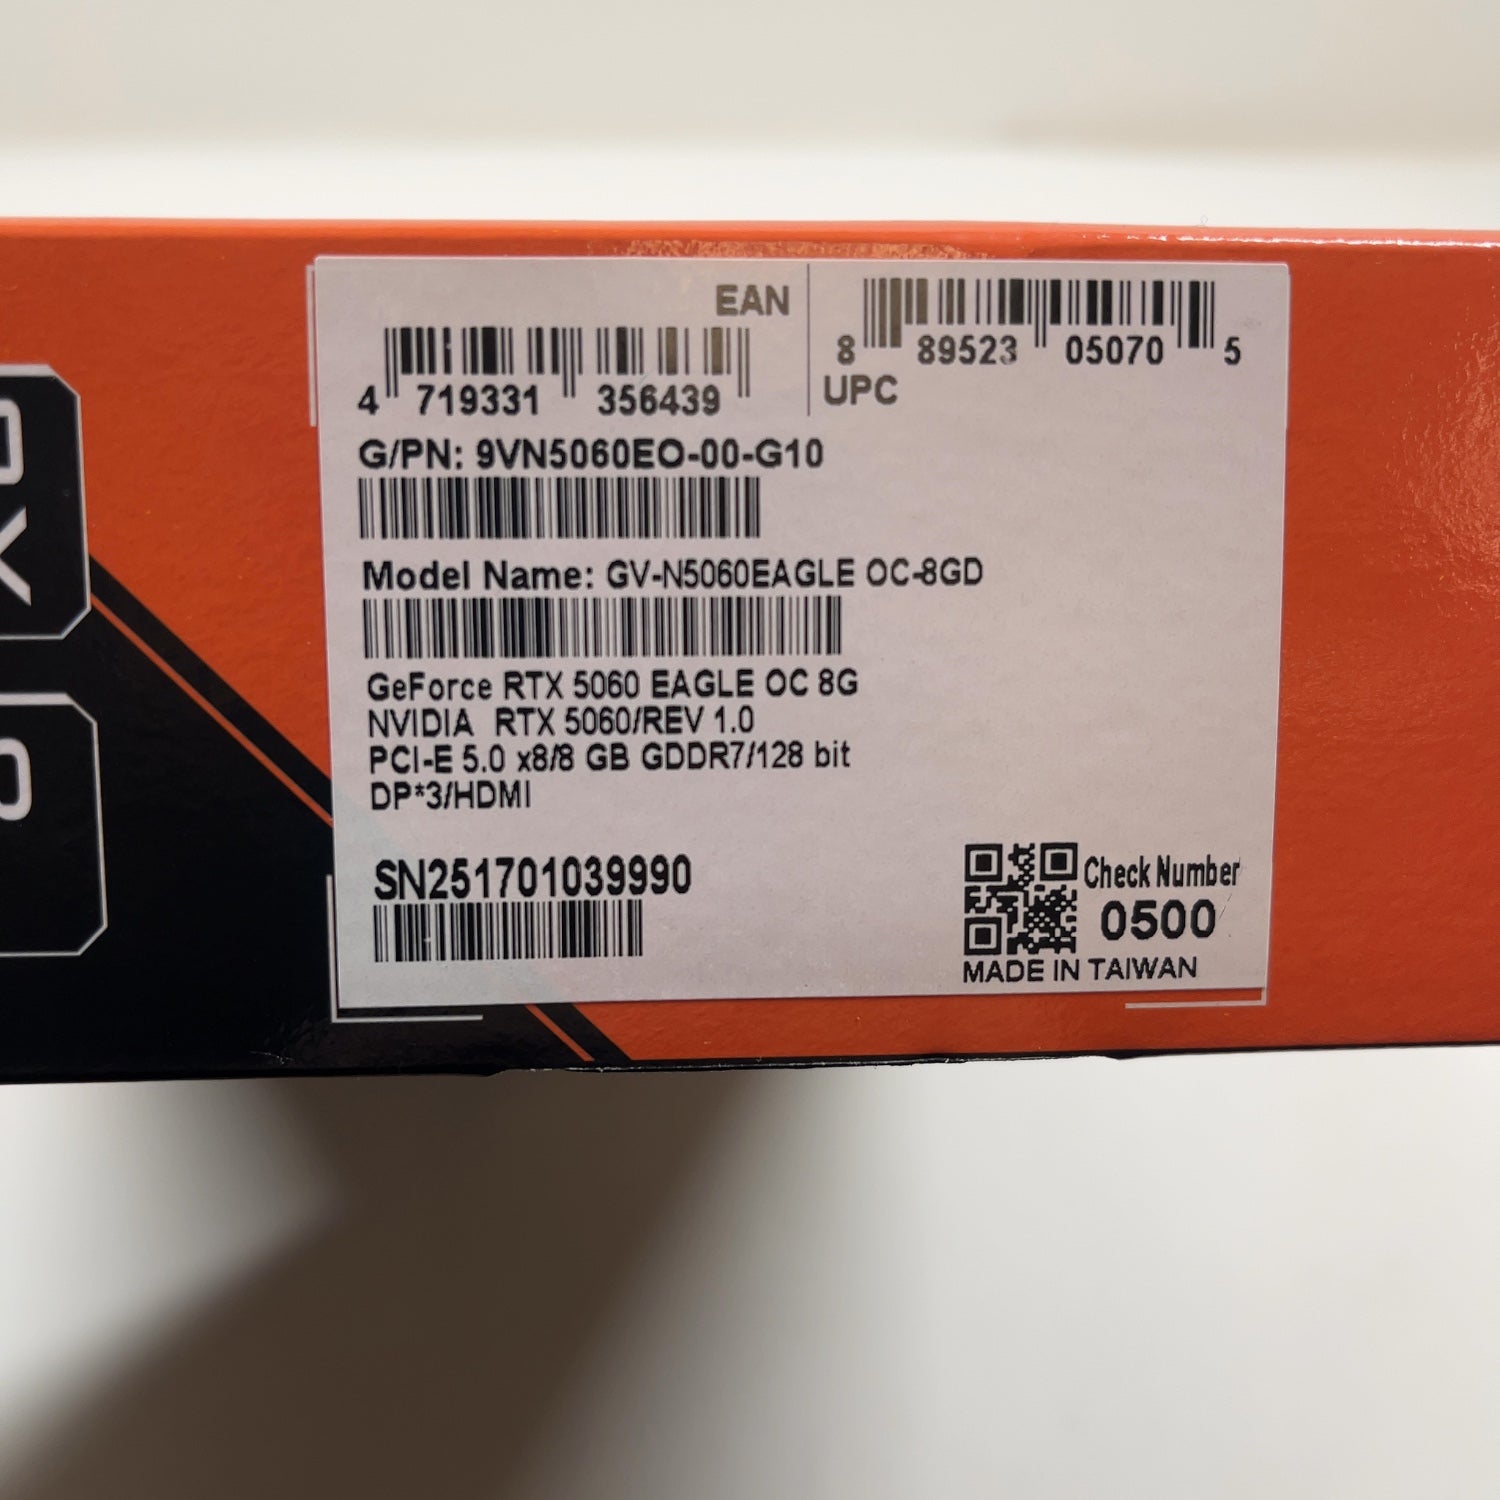 EAN
4 719331 356439
8 89523 05070 5
UPC
G/PN: 9VN5060EO-00-G10
Model Name: GV-N5060EAGLE OC-8GD
GeForce RTX 5060 EAGLE OC 8G
NVIDIA RTX 5060/REV 1.0
PCI-E 5.0 x8/8 GB GDDR7/128 bit
DP*3/HDMI
SN251701039990
Check Number
0500
MADE IN TAIWAN